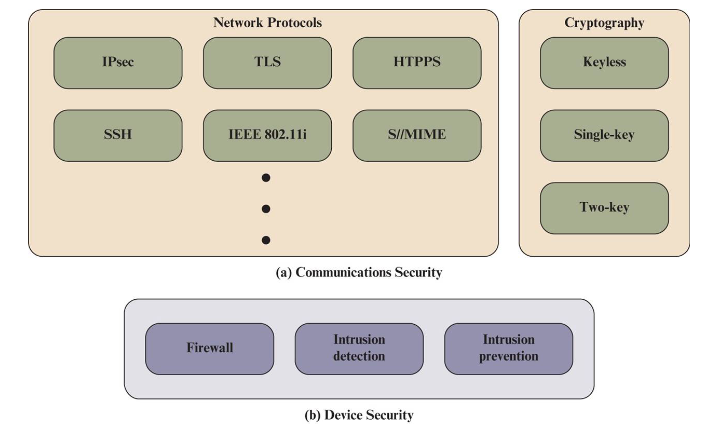 Network Protocols
Cryptography
IPsec
TLS
HTPPS
Keyless
SSH
IEEE 802.11i
S//MIME
Single-key
Two-key
(a) Communications Security
Firewall
Intrusion
detection
Intrusion
prevention
(b) Device Security